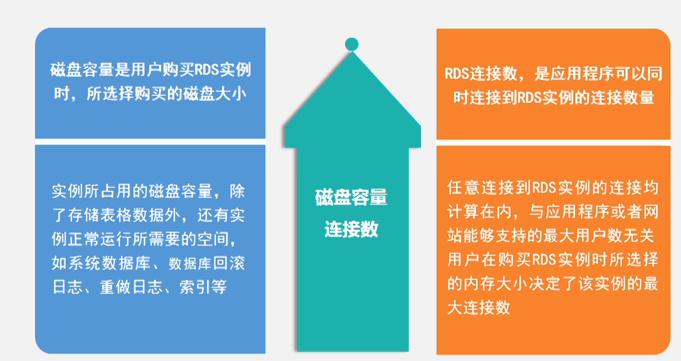 磁盘容量是用户购买RDS实例
时，所选择购买的磁盘大小
实例所占用的磁盘容量，除
了存储表格数据外，还有实
例正常运行所需要的空间，
如系统数据库、数据库回滚
日志、重做日志、索引等
磁盘容量
连接数
RDS连接数，是应用程序可以同
时连接到RDS实例的连接数量
任意连接到RDS实例的连接均
计算在内，与应用程序或者网
站能够支持的最大用户数无关
用户在购买RDS实例时所选择
的内存大小决定了该实例的最
大连接数